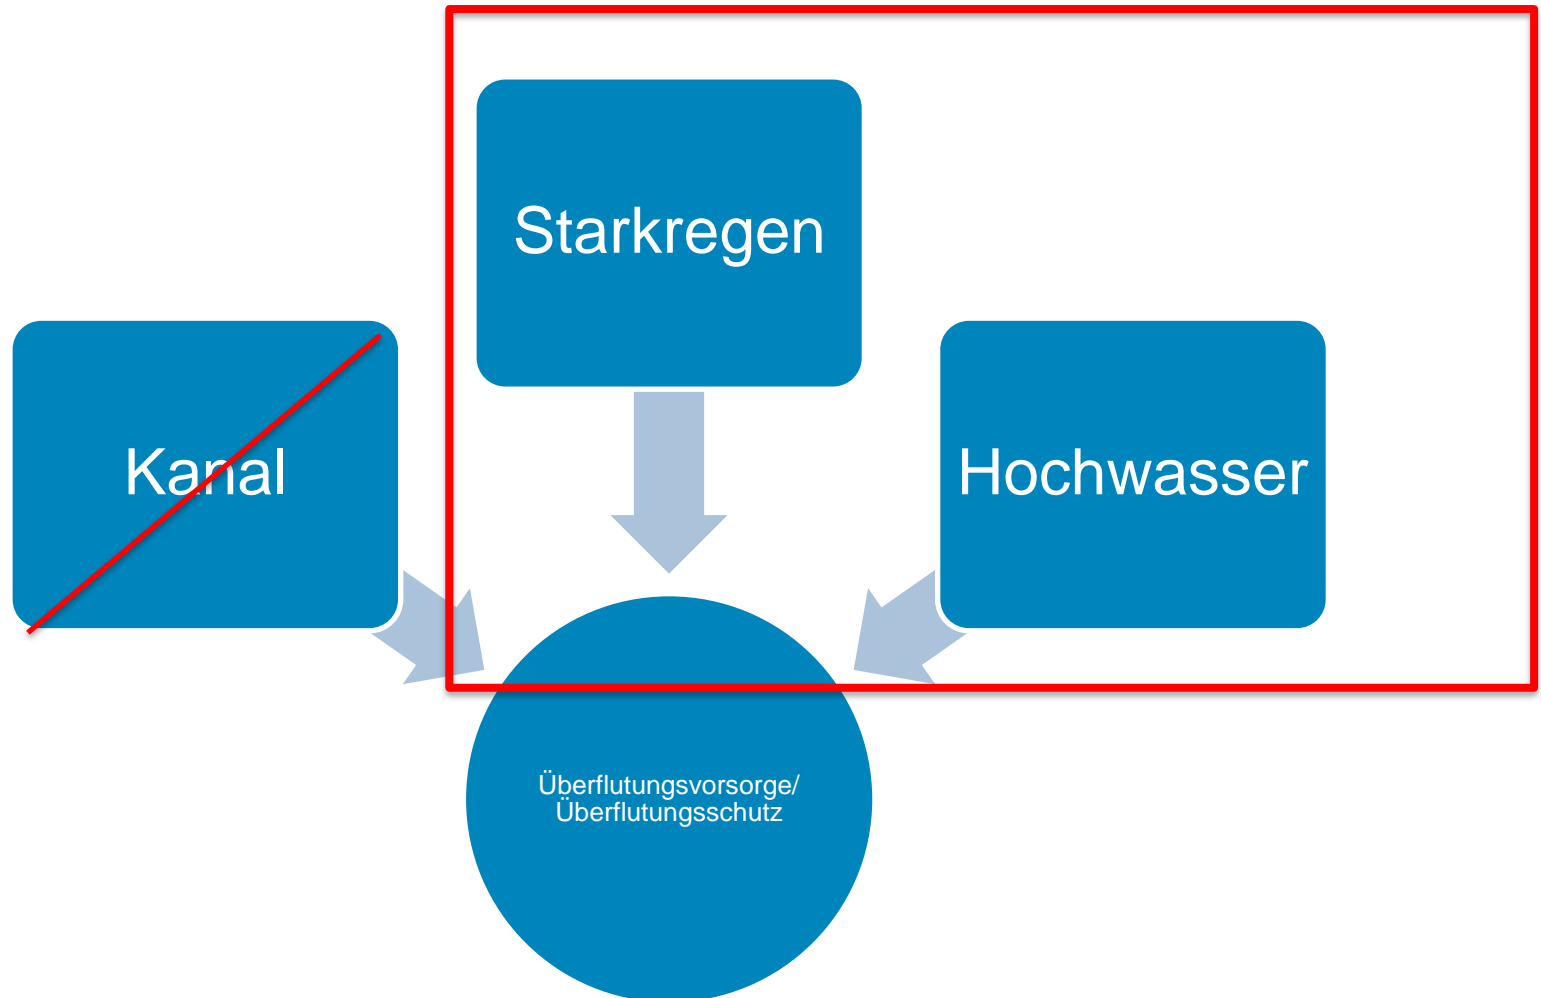 Starkregen
Kanal
Hochwasser
Überflutungsvorsorge/
Überflutungsschutz